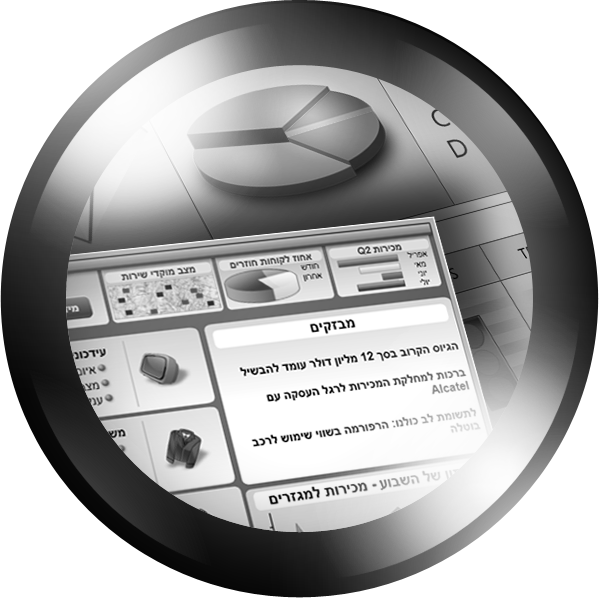 C
D
מכירות Q2
אפריל
מאי
יוני
יולי
אחוז לקוחות חוזרים
חודש
אחרון
מצב מוקדי שירות
מבזקים
הגיוס הקרוב בסך 12 מליון דולר עומד להבשיל
ברכות למחלקת המכירות לרגל העסקה עם
Alcatel
לתשומת לב כולנו: הרפורמה בשווי שימוש לרכב
בוטלה
של השבוע - מכירות למגזרים